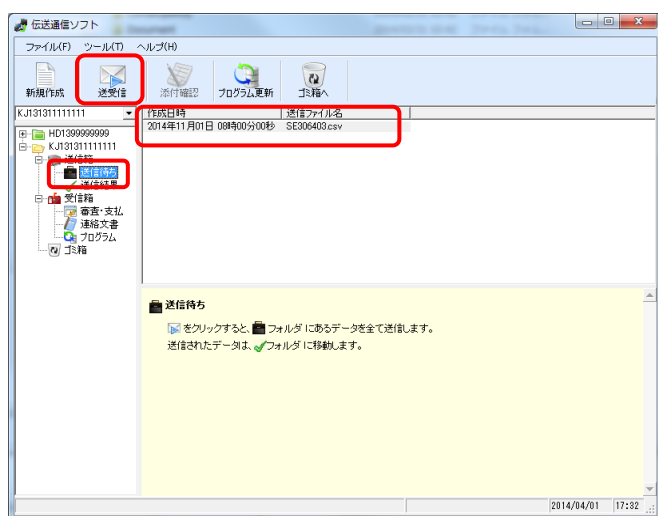 伝送通信ソフト
ファイル(F) ツール(T) ヘルプ(H)
新規作成 送受信 添付確認 プログラム更新 ゴミ箱へ
KJ131311111111
作成日時 送信ファイル名
2014年11月01日 08時00分00秒 SE306403.csv
HD1399999999
KJ131311111111
送信箱
送信待ち
送信結果
受信箱
審査・支払
連絡文書
プログラム
ゴミ箱
送信待ち
をクリックすると、 フォルダにあるデータを全て送信します。
送信されたデータは、 フォルダに移動します。
2014/04/01 17:32